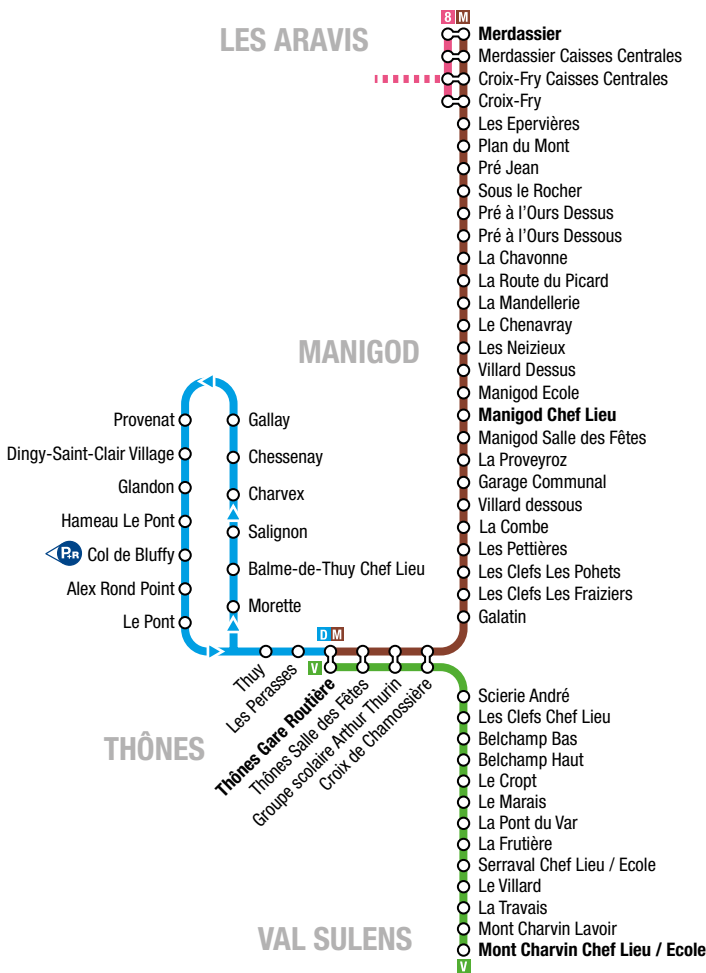 LES ARAVIS
8 M
Merdassier
Merdassier Caisses Centrales
Croix-Fry Caisses Centrales
Croix-Fry
Les Epervières
Plan du Mont
Pré Jean
Sous le Rocher
Pré à l'Ours Dessus
Pré à l'Ours Dessous
La Chavonne
La Route du Picard
La Mandellerie
Le Chenavray
Les Neizieux
Villard Dessus
Manigod Ecole
Manigod Chef Lieu
Manigod Salle des Fêtes
La Proveyroz
Garage Communal
Villard dessous
La Combe
Les Pettières
Les Clefs Les Pohets
Les Clefs Les Fraiziers
Galatin
MANIGOD
Provenat
Dingy-Saint-Clair Village
Glandon
Hameau Le Pont
P+R Col de Bluffy
Alex Rond Point
Le Pont
Gallay
Chessenay
Charvex
Salignon
Balme-de-Thuy Chef Lieu
Morette
D M
V
Thuy
Les Perasses
Thônes Gare Routière
Thônes Salle des Fêtes
Groupe scolaire Arthur Thurin
Croix de Chamossière
THÔNES
Scierie André
Les Clefs Chef Lieu
Belchamp Bas
Belchamp Haut
Le Cropt
Le Marais
La Pont du Var
La Frutière
Serraval Chef Lieu / Ecole
Le Villard
La Travais
Mont Charvin Lavoir
Mont Charvin Chef Lieu / Ecole
V
VAL SULENS